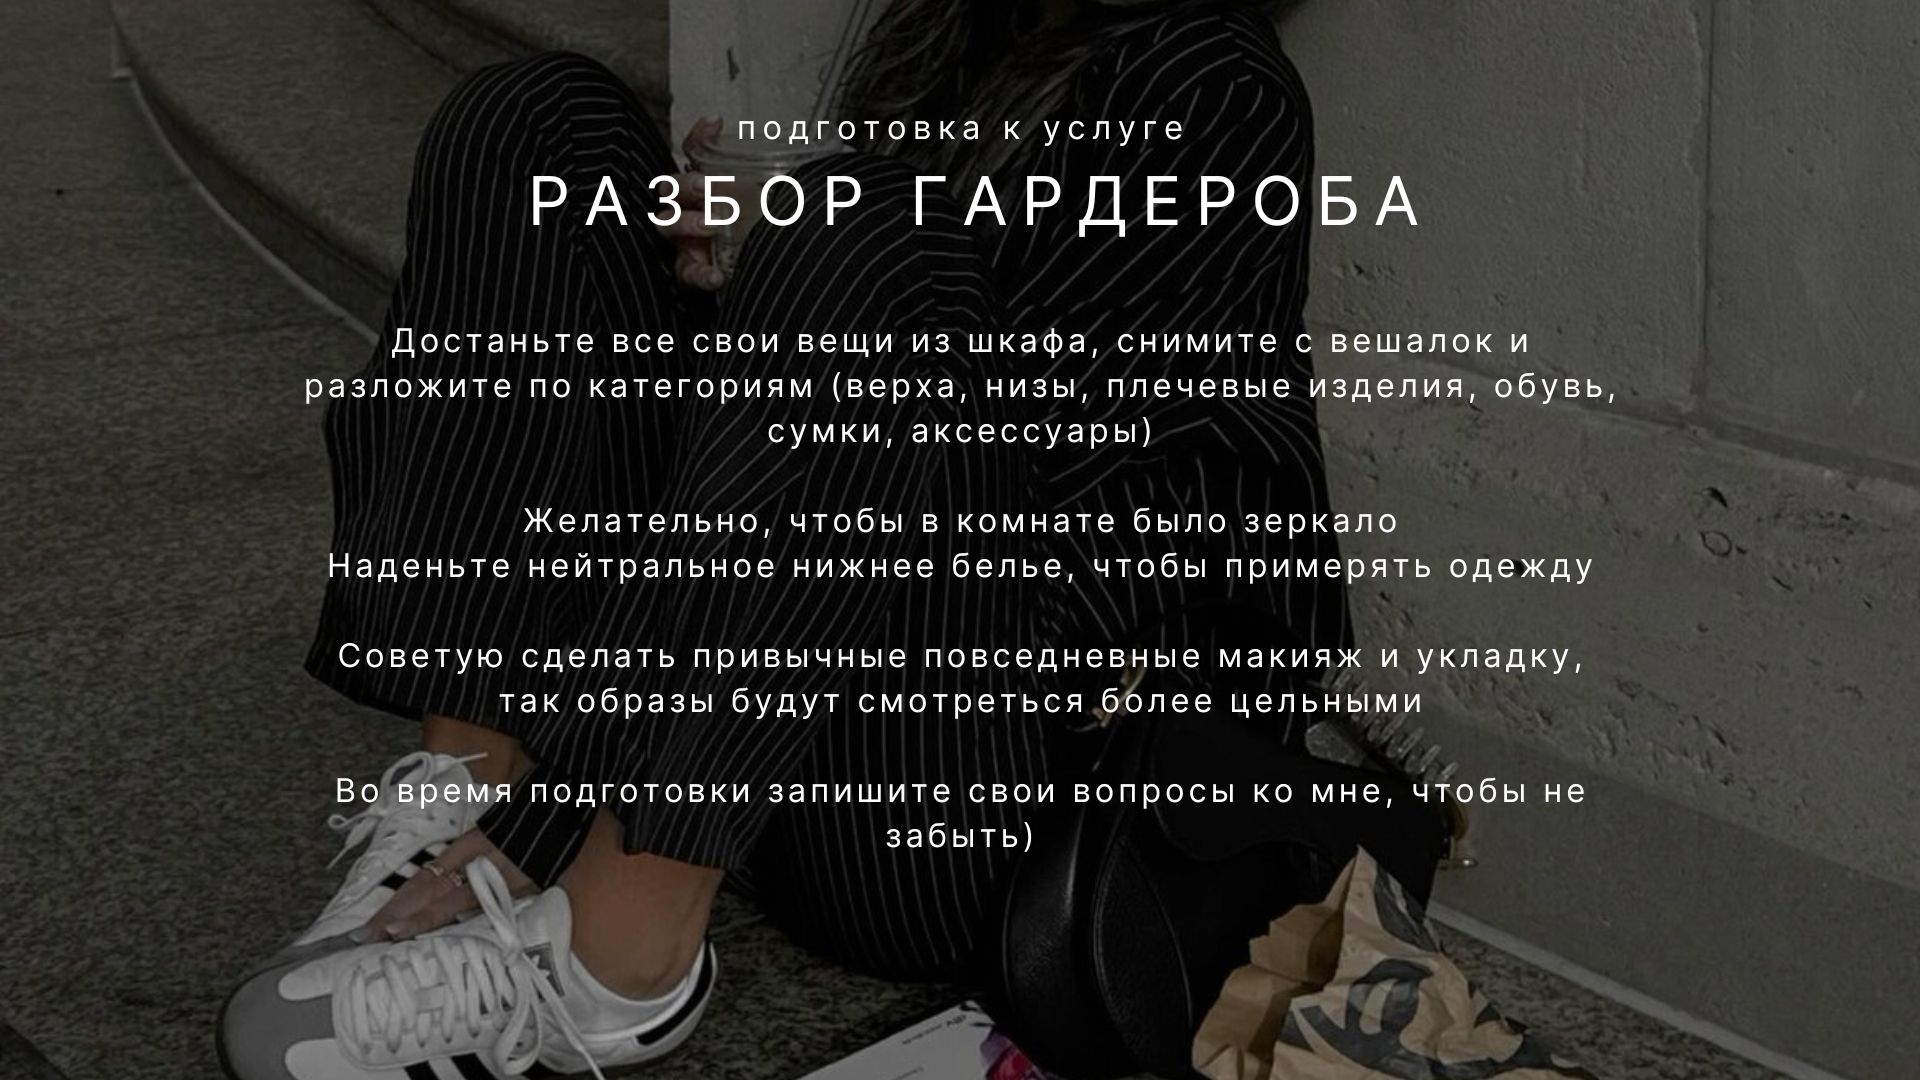 подготовка к услуге
РАЗБОР ГАРДЕРОБА
Достаньте все свои вещи из шкафа, снимите с вешалок и
разложите по категориям (верха, низы, плечевые изделия, обувь,
сумки, аксессуары)
Желательно, чтобы в комнате было зеркало
Наденьте нейтральное нижнее белье, чтобы примерять одежду
Советую сделать привычные повседневные макияж и укладку,
так образы будут смотреться более цельными
Во время подготовки запишите свои вопросы ко мне, чтобы не
забыть)